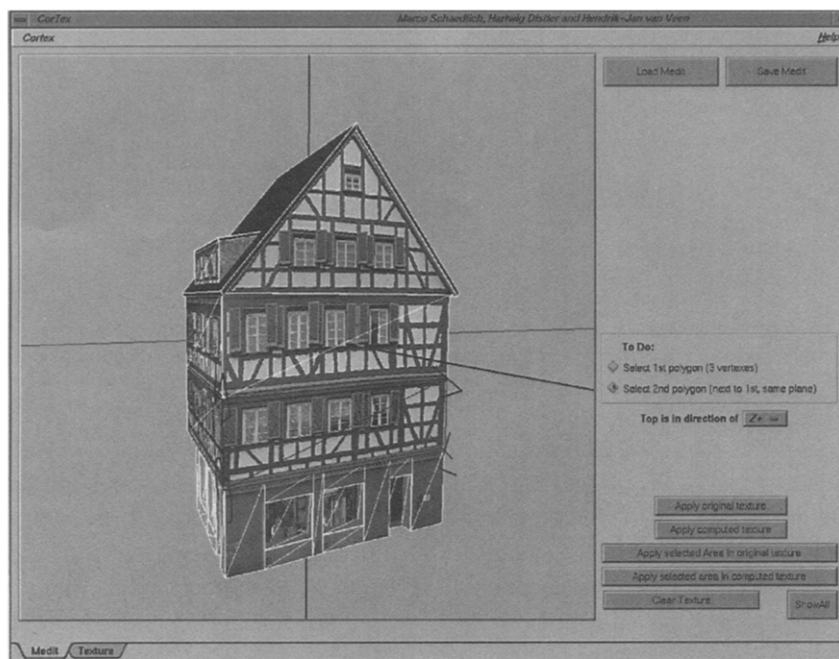 CorTex
Marco Schaedlich, Hartwig Distler and Hendrik-Jan van Veen
Cortex
Help
Load Medit
Save Medit
To Do:
Select 1st polygon (3 vertexes)
Select 2nd polygon (next to 1st, same plane)
Top is in direction of Z+
Apply original texture
Apply computed texture
Apply selected Area in original texture
Apply selected area in computed texture
Clear Texture
ShowAll
Medit
Texture